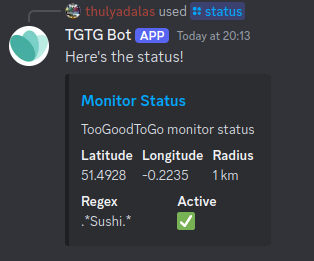 thulyadalas used status
TGTG Bot APP Today at 20:13
Here's the status!
Monitor Status
TooGoodToGo monitor status
Latitude Longitude Radius
51.4928 -0.2235 1 km
Regex Active
.*Sushi.* ✅